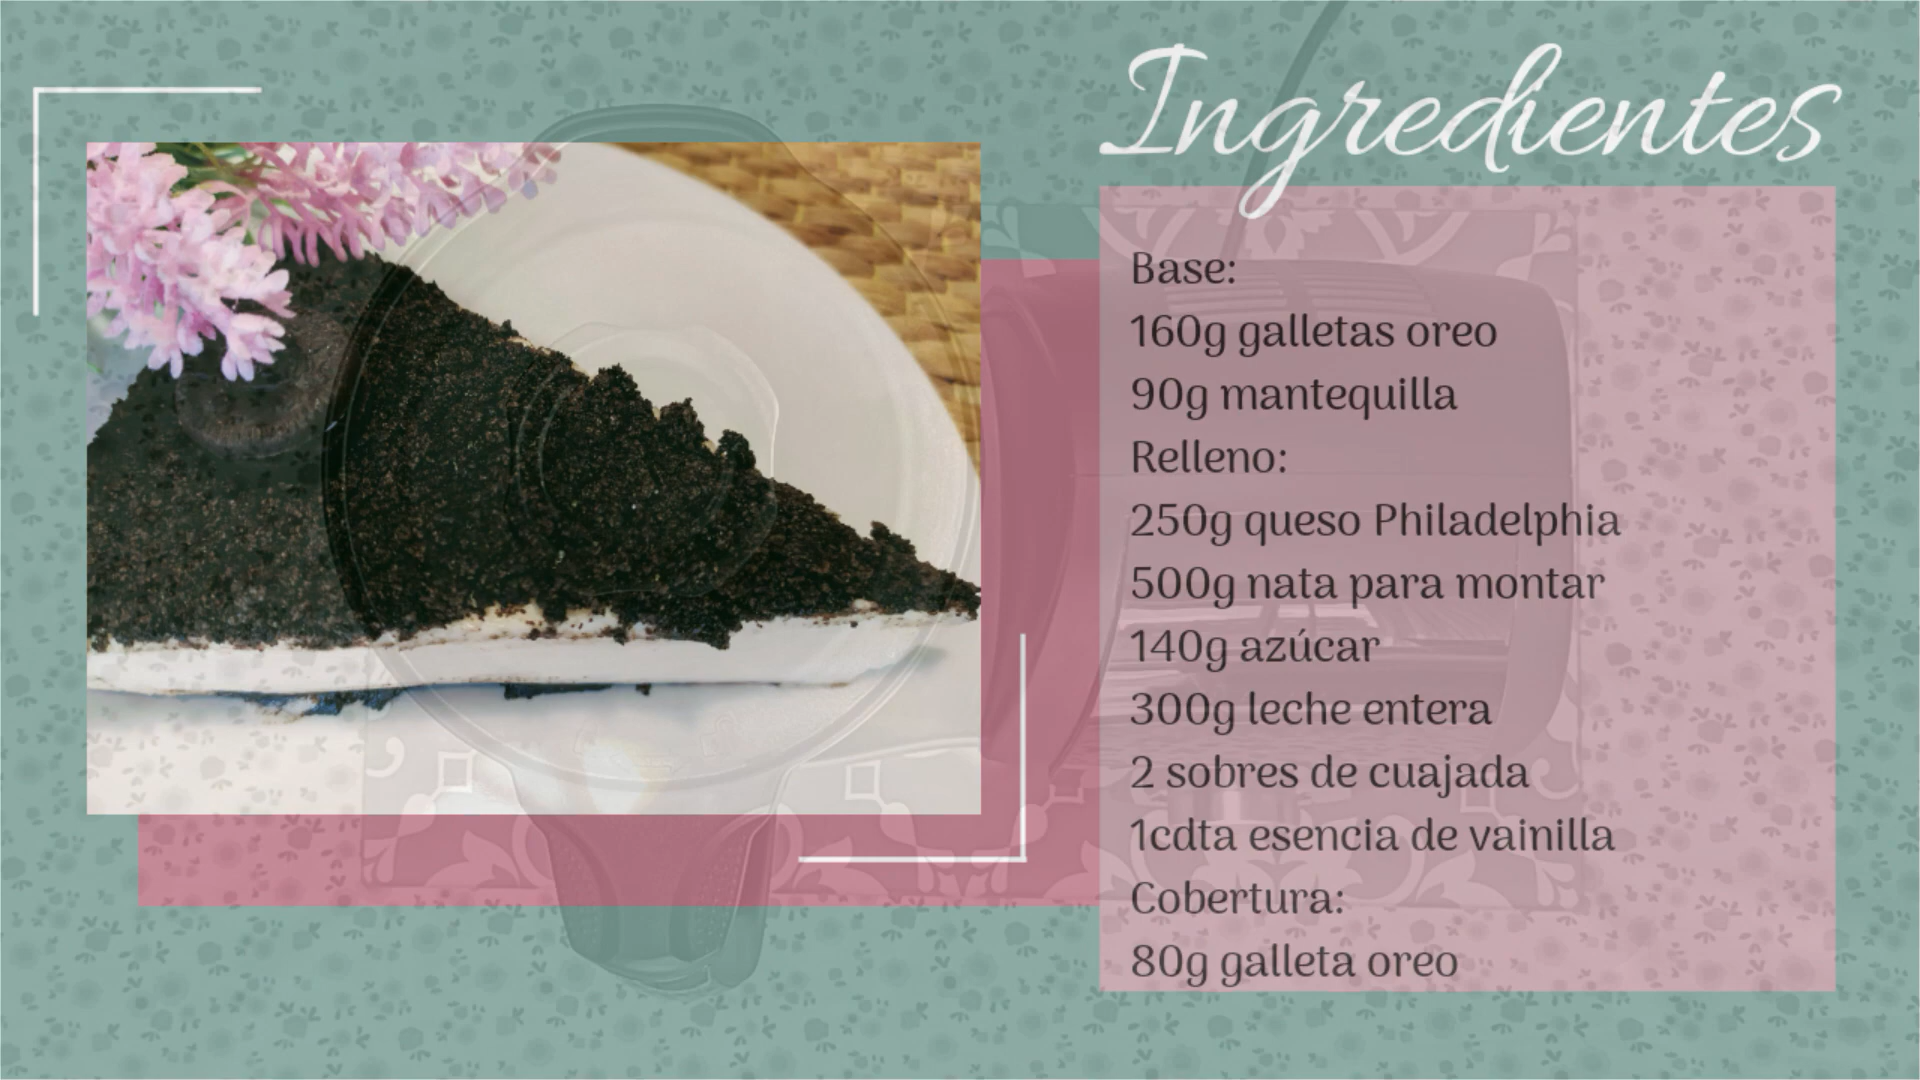 Ingredientes
Base:
160g galletas oreo
90g mantequilla
Relleno:
250g queso Philadelphia
500g nata para montar
140g azúcar
300g leche entera
2 sobres de cuajada
1cdta esencia de vainilla
Cobertura:
80g galleta oreo